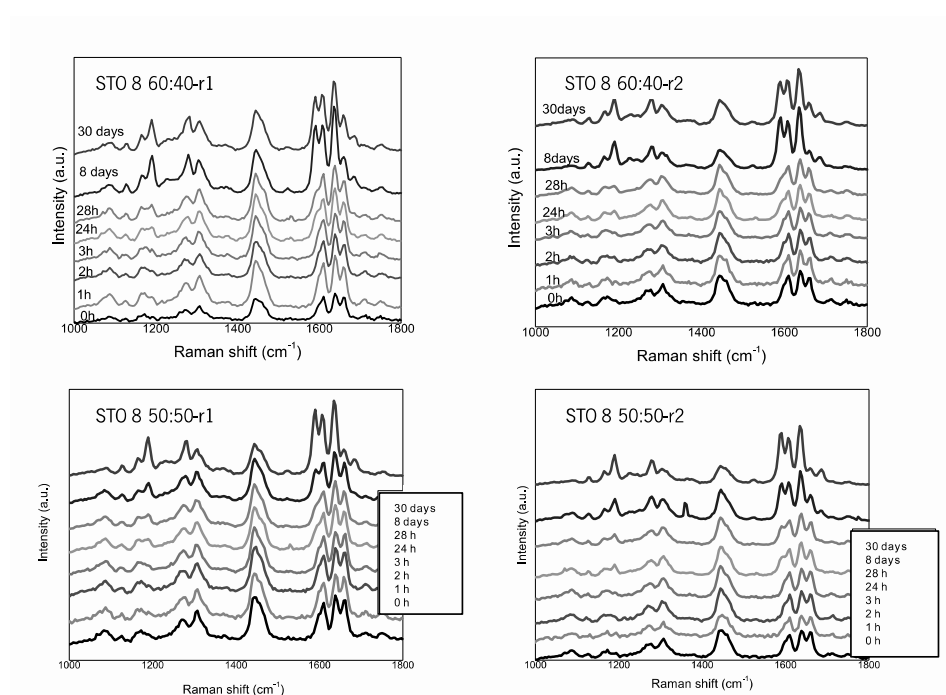 STO 8 60:40-r1
30 days
8 days
28h
24h
3h
2h
1h
0h
1000 1200 1400 1600 1800
Raman shift (cm⁻¹)
Intensity (a.u.)
STO 8 60:40-r2
30days
8days
28h
24h
3h
2h
1h
0h
1000 1200 1400 1600 1800
Raman shift (cm⁻¹)
Intensity (a.u.)
STO 8 50:50-r1
30 days
8 days
28 h
24 h
3 h
2 h
1 h
0 h
1000 1200 1400 1600 1800
Raman shift (cm⁻¹)
Intensity (a.u.)
STO 8 50:50-r2
30 days
8 days
28 h
24 h
3 h
2 h
1 h
0 h
1000 1200 1400 1600 1800
Raman shift (cm⁻¹)
Intensity (a.u.)